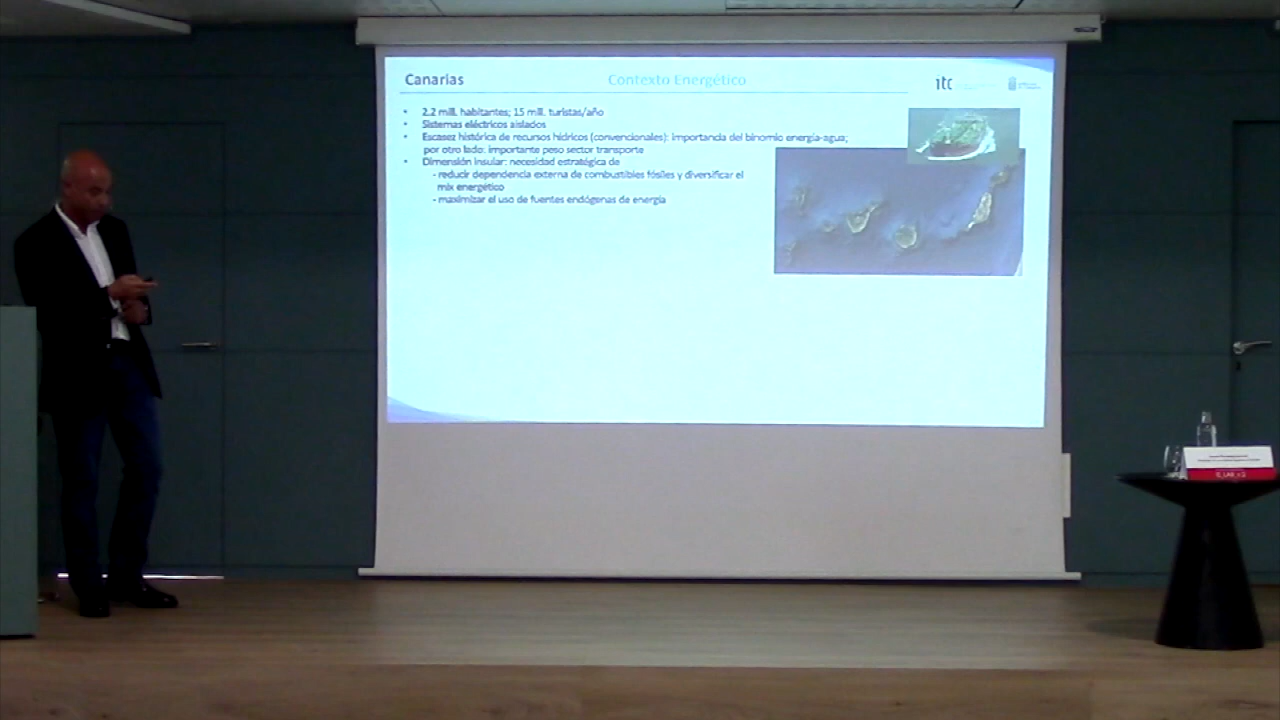 Canarias
Contexto Energético
itc
2.2 mill. habitantes; 15 mill. turistas/año
Sistemas eléctricos aislados
Escasez histórica de recursos hídricos (convencionales): importancia del binomio energía-agua;
por otro lado: importante peso sector transporte
Dimensión insular: necesidad estratégica de
- reducir dependencia externa de combustibles fósiles y diversificar el
mix energético
- maximizar el uso de fuentes endógenas de energía